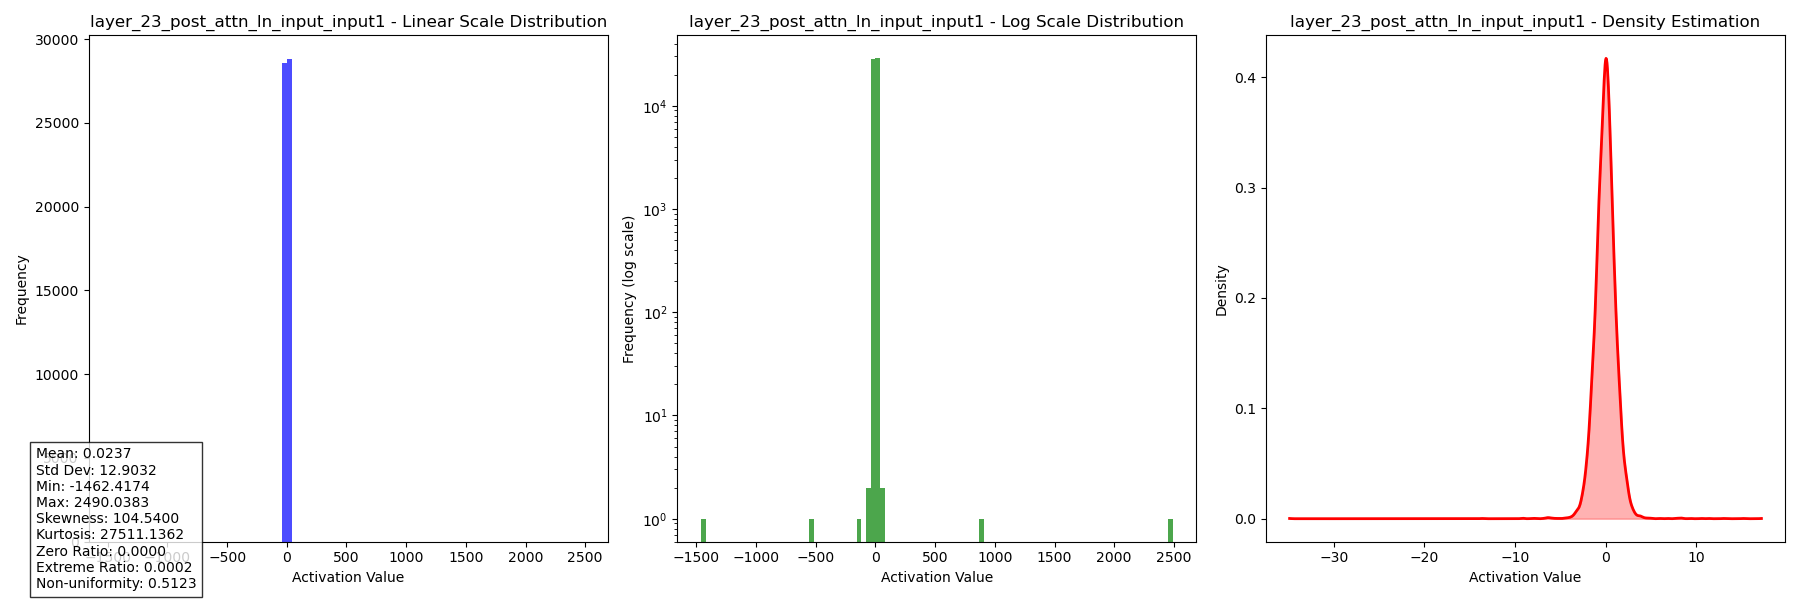 layer_23_post_attn_ln_input_input1 - Linear Scale Distribution
30000
25000
20000
15000
10000
Frequency
−500
0
500
1000
1500
2000
2500
Activation Value
Mean: 0.0237
Std Dev: 12.9032
Min: -1462.4174
Max: 2490.0383
Skewness: 104.5400
Kurtosis: 27511.1362
Zero Ratio: 0.0000
Extreme Ratio: 0.0002
Non-uniformity: 0.5123
layer_23_post_attn_ln_input_input1 - Log Scale Distribution
10⁴
10³
10²
10¹
10⁰
Frequency (log scale)
−1500
−1000
−500
0
500
1000
1500
2000
2500
Activation Value
layer_23_post_attn_ln_input_input1 - Density Estimation
0.4
0.3
0.2
0.1
0.0
Density
−30
−20
−10
0
10
Activation Value